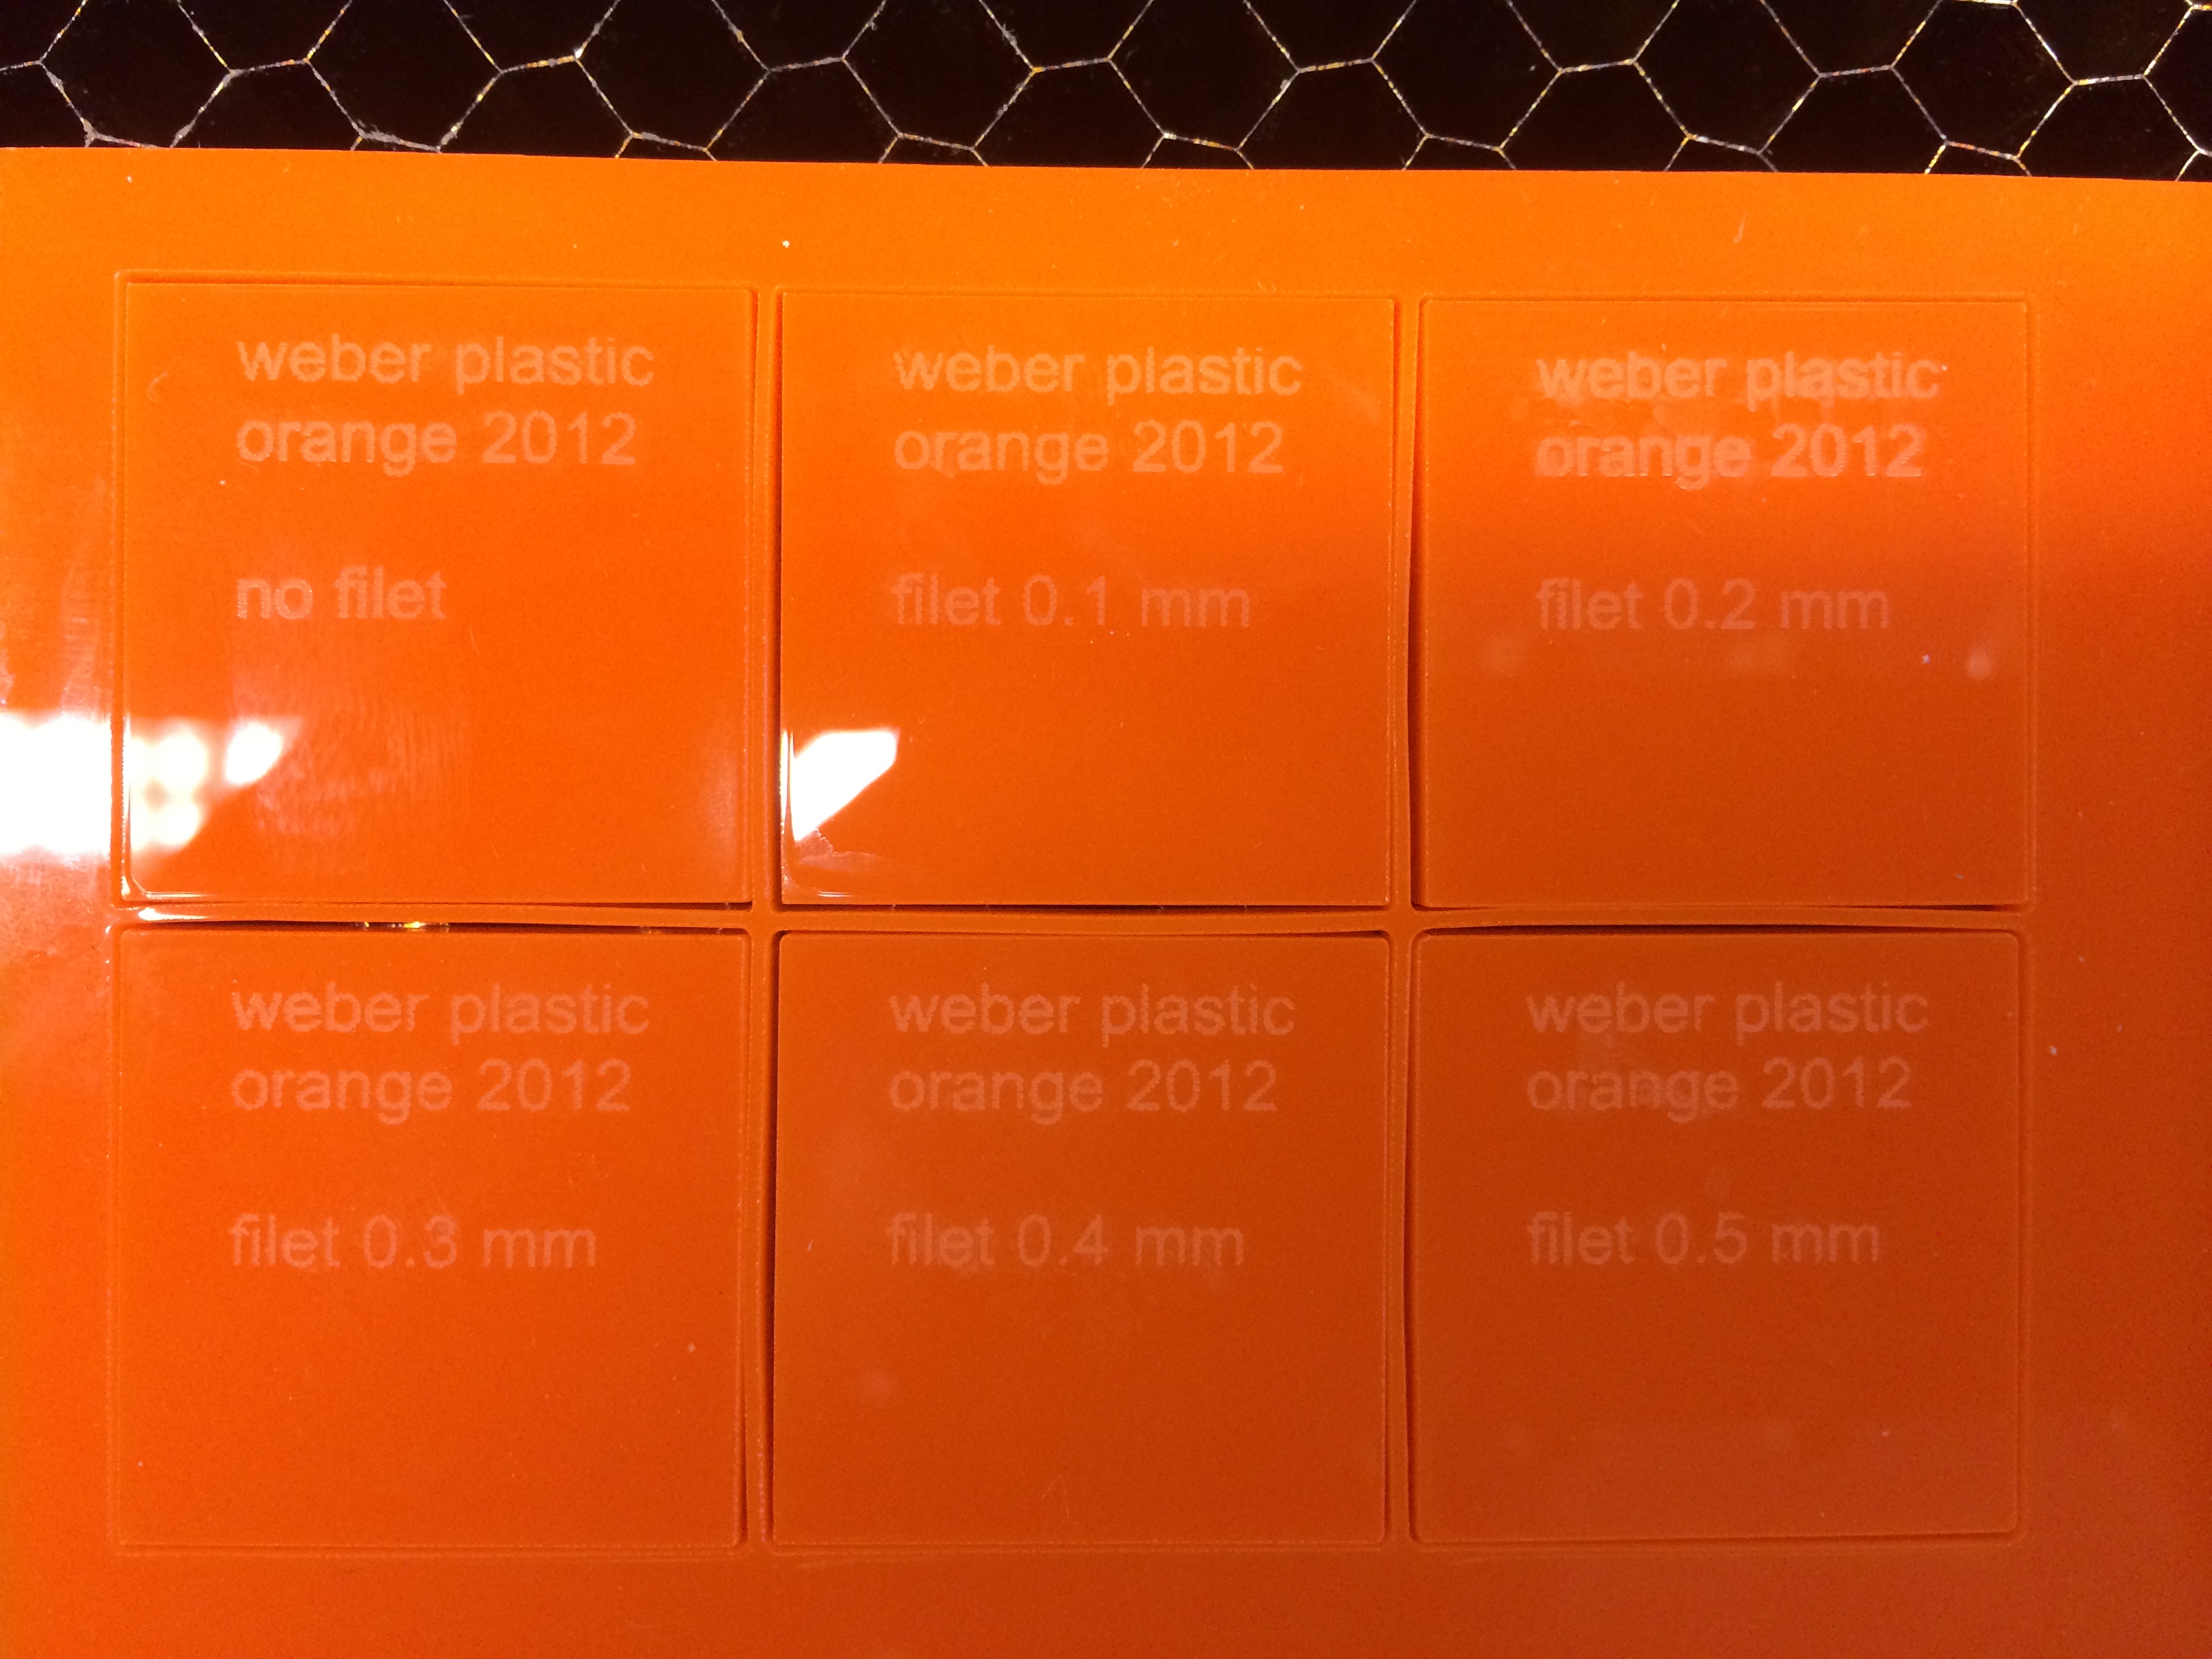 weber plastic
orange 2012
no filet
weber plastic
orange 2012
filet 0.1 mm
weber plastic
orange 2012
filet 0.2 mm
weber plastic
orange 2012
filet 0.3 mm
weber plastic
orange 2012
filet 0.4 mm
weber plastic
orange 2012
filet 0.5 mm